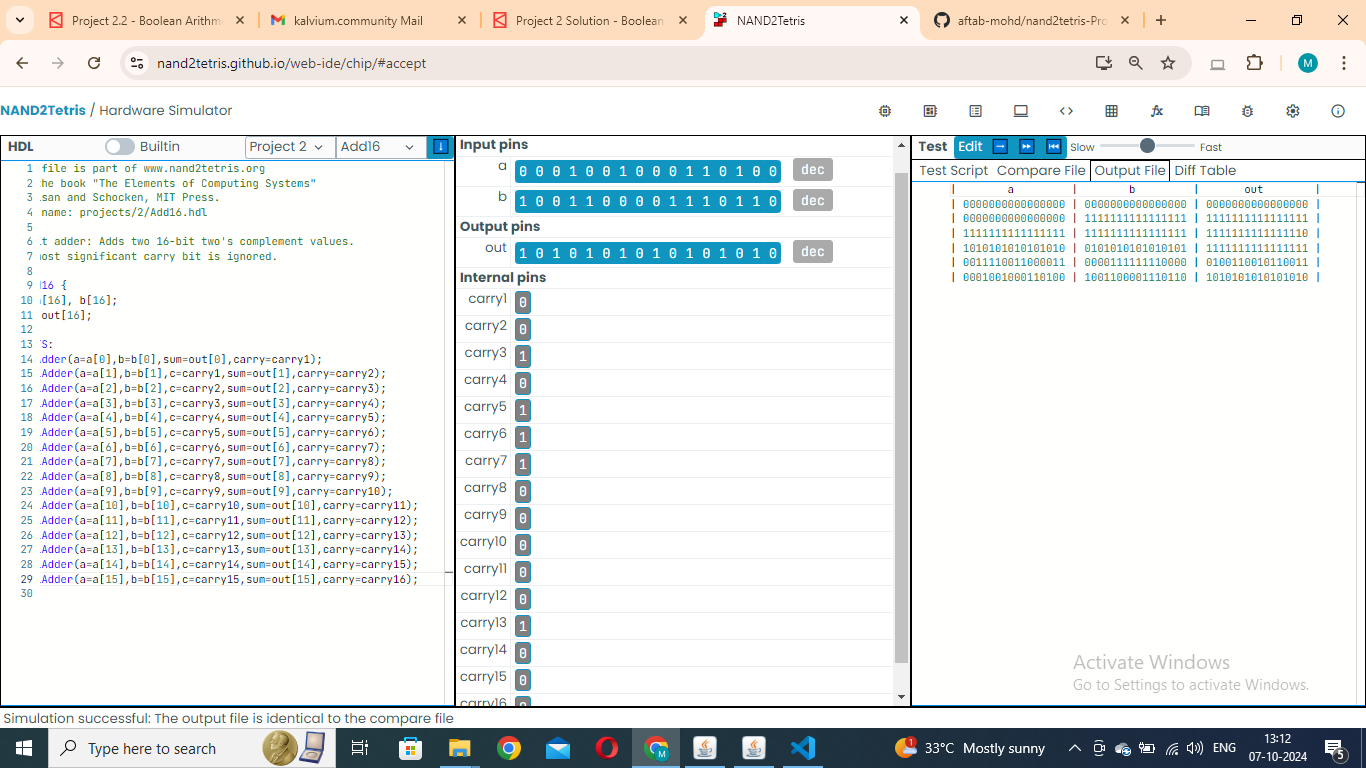 Project 2.2 - Boolean Arithm
kalvium.community Mail
Project 2 Solution - Boolean
NAND2Tetris
aftab-mohd/nand2tetris-Pro
nand2tetris.github.io/web-ide/chip/#accept
M
NAND2Tetris / Hardware Simulator
HDL Builtin Project 2 Add16
1 file is part of www.nand2tetris.org
2 he book "The Elements of Computing Systems"
3 san and Schocken, MIT Press.
4 name: projects/2/Add16.hdl
5
6 t adder: Adds two 16-bit two's complement values.
7 ost significant carry bit is ignored.
8
9 d16 {
10 [16], b[16];
11 out[16];
12
13 S:
14 dder(a=a[0],b=b[0],sum=out[0],carry=carry1);
15 Adder(a=a[1],b=b[1],c=carry1,sum=out[1],carry=carry2);
16 Adder(a=a[2],b=b[2],c=carry2,sum=out[2],carry=carry3);
17 Adder(a=a[3],b=b[3],c=carry3,sum=out[3],carry=carry4);
18 Adder(a=a[4],b=b[4],c=carry4,sum=out[4],carry=carry5);
19 Adder(a=a[5],b=b[5],c=carry5,sum=out[5],carry=carry6);
20 Adder(a=a[6],b=b[6],c=carry6,sum=out[6],carry=carry7);
21 Adder(a=a[7],b=b[7],c=carry7,sum=out[7],carry=carry8);
22 Adder(a=a[8],b=b[8],c=carry8,sum=out[8],carry=carry9);
23 Adder(a=a[9],b=b[9],c=carry9,sum=out[9],carry=carry10);
24 Adder(a=a[10],b=b[10],c=carry10,sum=out[10],carry=carry11);
25 Adder(a=a[11],b=b[11],c=carry11,sum=out[11],carry=carry12);
26 Adder(a=a[12],b=b[12],c=carry12,sum=out[12],carry=carry13);
27 Adder(a=a[13],b=b[13],c=carry13,sum=out[13],carry=carry14);
28 Adder(a=a[14],b=b[14],c=carry14,sum=out[14],carry=carry15);
29 Adder(a=a[15],b=b[15],c=carry15,sum=out[15],carry=carry16);
30
Input pins
a 0 0 0 1 0 0 1 0 0 0 1 1 0 1 0 0 dec
b 1 0 0 1 1 0 0 0 0 1 1 1 0 1 1 0 dec
Output pins
out 1 0 1 0 1 0 1 0 1 0 1 0 1 0 1 0 dec
Internal pins
carry1 0
carry2 0
carry3 1
carry4 0
carry5 1
carry6 1
carry7 1
carry8 0
carry9 0
carry10 0
carry11 0
carry12 0
carry13 1
carry14 0
carry15 0
carry16 0
Test Edit Slow Fast
Test Script Compare File Output File Diff Table
| a | b | out |
| 0000000000000000 | 0000000000000000 | 0000000000000000 |
| 0000000000000000 | 1111111111111111 | 1111111111111111 |
| 1111111111111111 | 1111111111111111 | 1111111111111110 |
| 1010101010101010 | 0101010101010101 | 1111111111111111 |
| 0011110011000011 | 0000111111110000 | 0100110010110011 |
| 0001001000110100 | 1001100001110110 | 1010101010101010 |
Activate Windows
Go to Settings to activate Windows.
Simulation successful: The output file is identical to the compare file
Type here to search
1
33°C Mostly sunny
ENG
13:12
07-10-2024
5